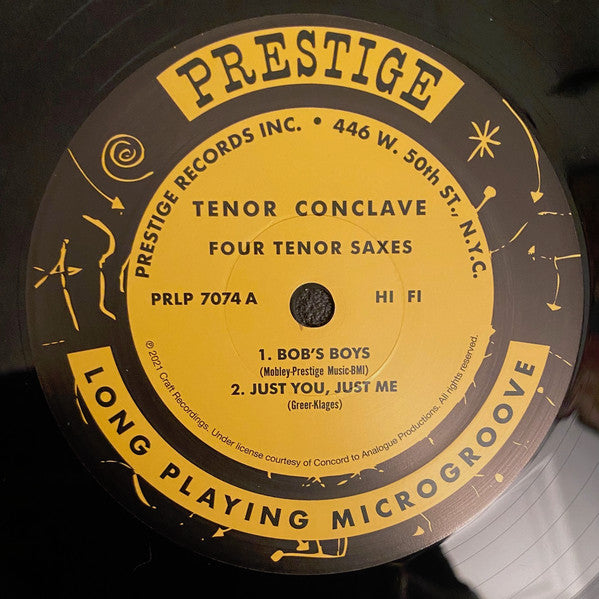 PRESTIGE
PRESTIGE RECORDS INC. • 446 W. 50th ST., N.Y.C.
TENOR CONCLAVE
FOUR TENOR SAXES
PRLP 7074 A HI FI
1. BOB'S BOYS
(Mobley-Prestige Music-BMI)
2. JUST YOU, JUST ME
(Greer-Klages)
℗ 2021 Craft Recordings. Under license courtesy of Concord to Analogue Productions. All rights reserved.
LONG PLAYING MICROGROOVE